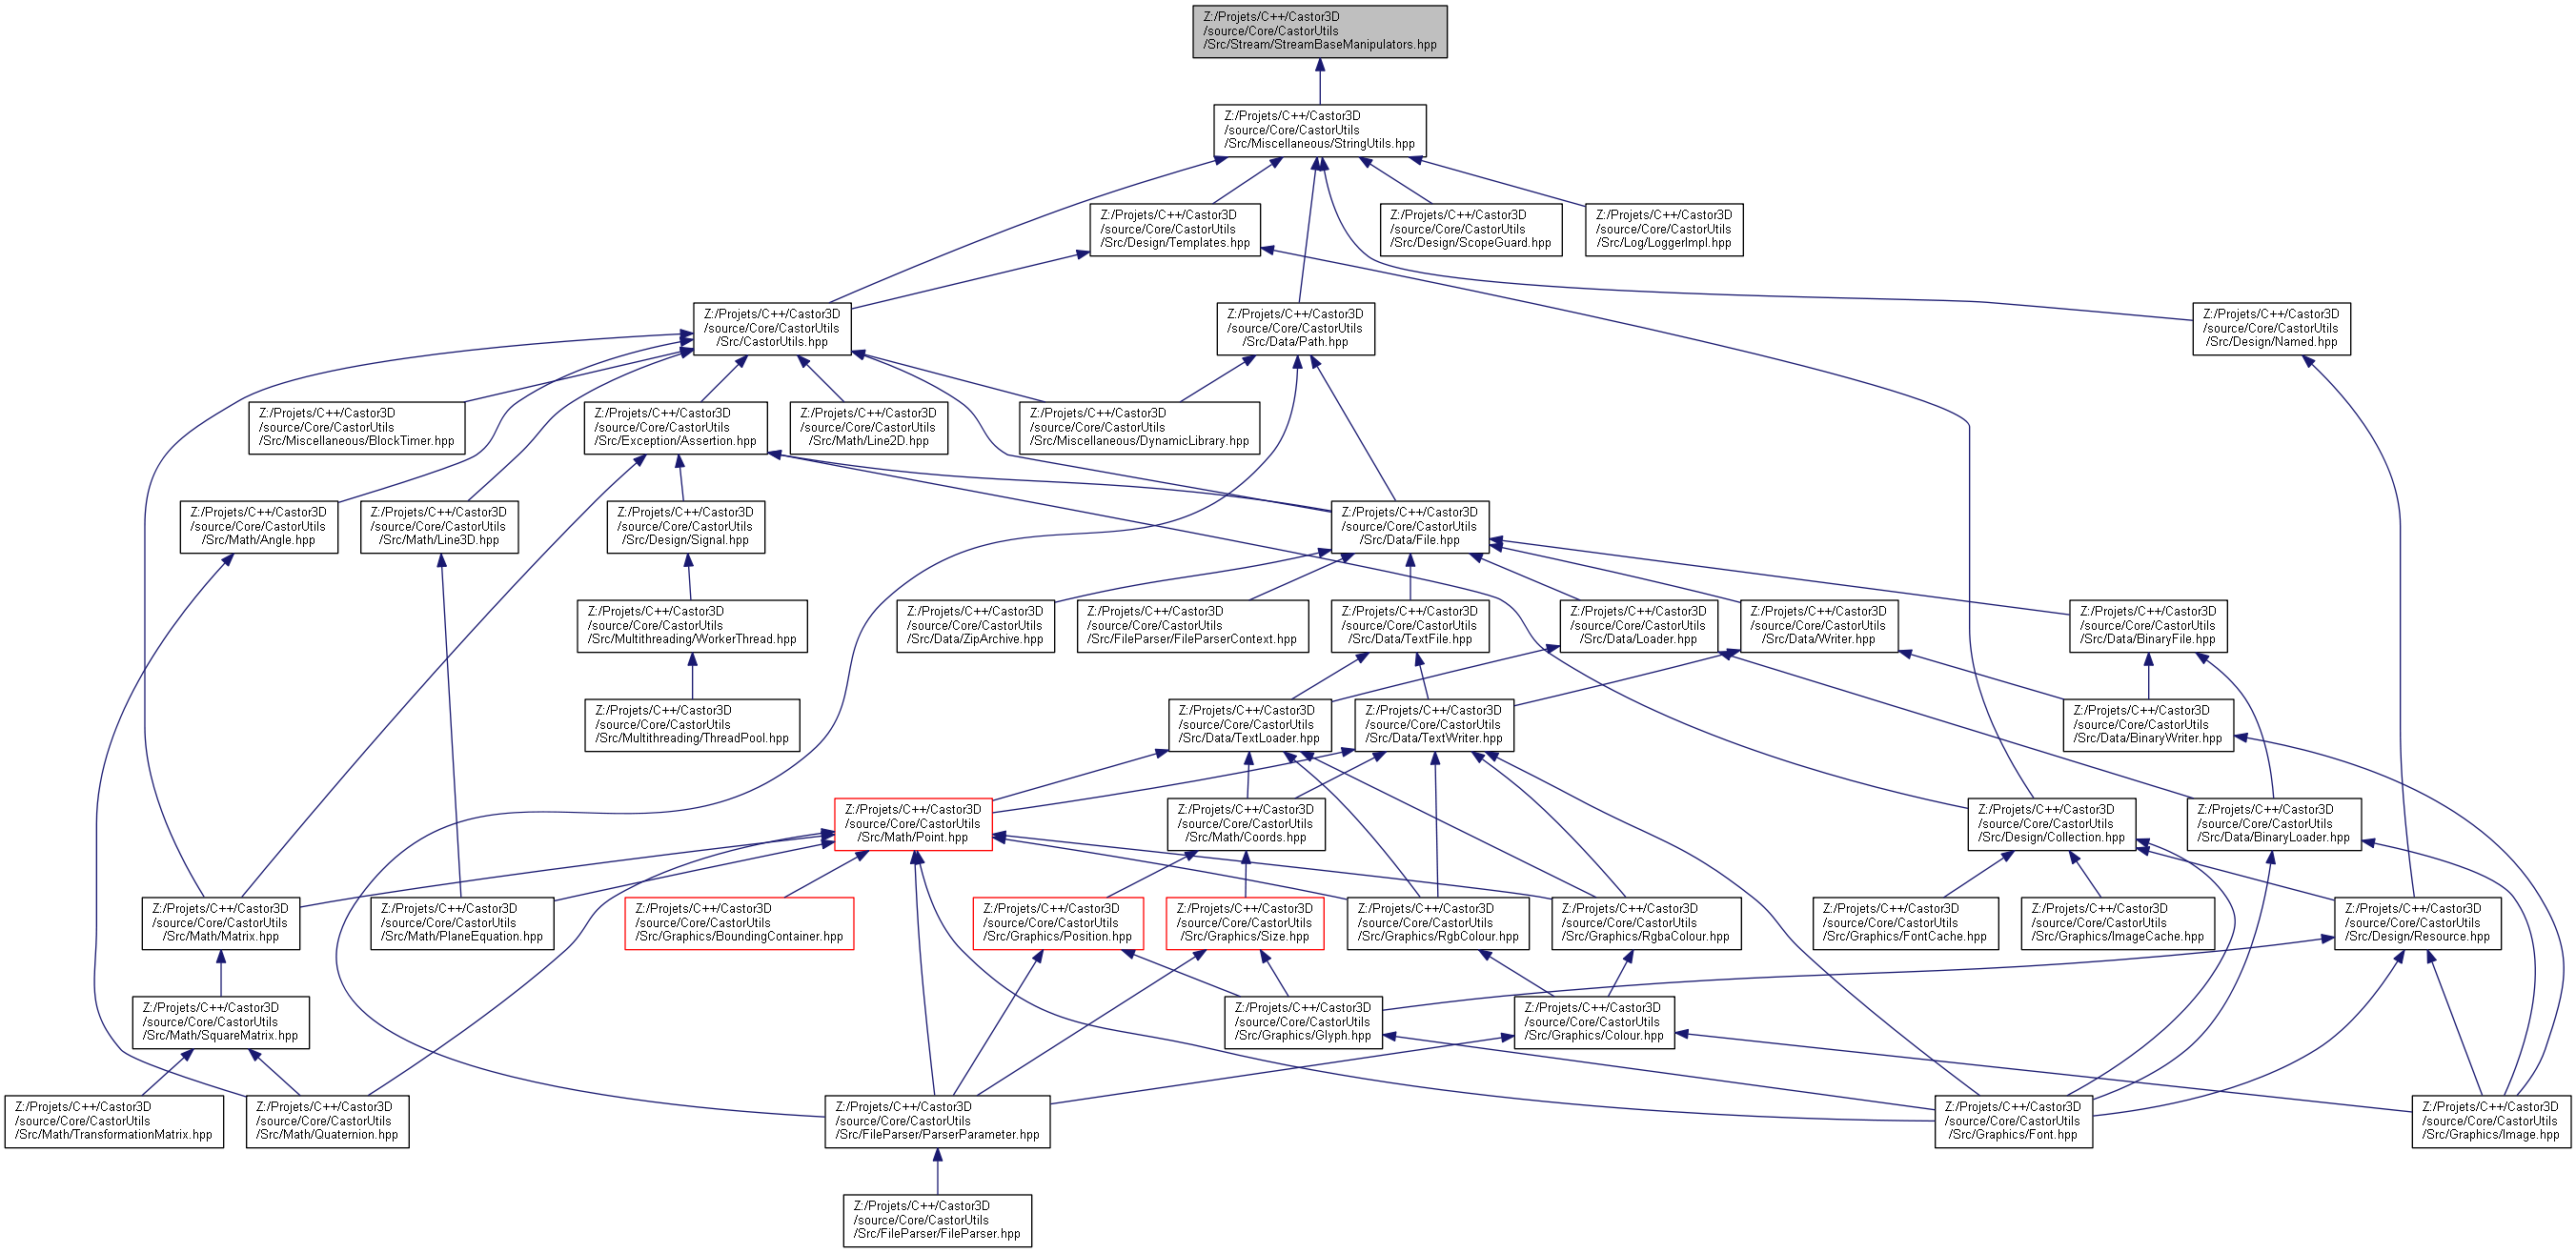 Z:/Projets/C++/Castor3D
/source/Core/CastorUtils
/Src/Stream/StreamBaseManipulators.hpp
Z:/Projets/C++/Castor3D
/source/Core/CastorUtils
/Src/Miscellaneous/StringUtils.hpp
Z:/Projets/C++/Castor3D
/source/Core/CastorUtils
/Src/Design/Templates.hpp
Z:/Projets/C++/Castor3D
/source/Core/CastorUtils
/Src/Design/ScopeGuard.hpp
Z:/Projets/C++/Castor3D
/source/Core/CastorUtils
/Src/Log/LoggerImpl.hpp
Z:/Projets/C++/Castor3D
/source/Core/CastorUtils
/Src/CastorUtils.hpp
Z:/Projets/C++/Castor3D
/source/Core/CastorUtils
/Src/Data/Path.hpp
Z:/Projets/C++/Castor3D
/source/Core/CastorUtils
/Src/Design/Named.hpp
Z:/Projets/C++/Castor3D
/source/Core/CastorUtils
/Src/Miscellaneous/BlockTimer.hpp
Z:/Projets/C++/Castor3D
/source/Core/CastorUtils
/Src/Exception/Assertion.hpp
Z:/Projets/C++/Castor3D
/source/Core/CastorUtils
/Src/Math/Line2D.hpp
Z:/Projets/C++/Castor3D
/source/Core/CastorUtils
/Src/Miscellaneous/DynamicLibrary.hpp
Z:/Projets/C++/Castor3D
/source/Core/CastorUtils
/Src/Math/Angle.hpp
Z:/Projets/C++/Castor3D
/source/Core/CastorUtils
/Src/Math/Line3D.hpp
Z:/Projets/C++/Castor3D
/source/Core/CastorUtils
/Src/Design/Signal.hpp
Z:/Projets/C++/Castor3D
/source/Core/CastorUtils
/Src/Data/File.hpp
Z:/Projets/C++/Castor3D
/source/Core/CastorUtils
/Src/Multithreading/WorkerThread.hpp
Z:/Projets/C++/Castor3D
/source/Core/CastorUtils
/Src/Data/ZipArchive.hpp
Z:/Projets/C++/Castor3D
/source/Core/CastorUtils
/Src/FileParser/FileParserContext.hpp
Z:/Projets/C++/Castor3D
/source/Core/CastorUtils
/Src/Data/TextFile.hpp
Z:/Projets/C++/Castor3D
/source/Core/CastorUtils
/Src/Data/Loader.hpp
Z:/Projets/C++/Castor3D
/source/Core/CastorUtils
/Src/Data/Writer.hpp
Z:/Projets/C++/Castor3D
/source/Core/CastorUtils
/Src/Data/BinaryFile.hpp
Z:/Projets/C++/Castor3D
/source/Core/CastorUtils
/Src/Multithreading/ThreadPool.hpp
Z:/Projets/C++/Castor3D
/source/Core/CastorUtils
/Src/Data/TextLoader.hpp
Z:/Projets/C++/Castor3D
/source/Core/CastorUtils
/Src/Data/TextWriter.hpp
Z:/Projets/C++/Castor3D
/source/Core/CastorUtils
/Src/Data/BinaryWriter.hpp
Z:/Projets/C++/Castor3D
/source/Core/CastorUtils
/Src/Math/Point.hpp
Z:/Projets/C++/Castor3D
/source/Core/CastorUtils
/Src/Math/Coords.hpp
Z:/Projets/C++/Castor3D
/source/Core/CastorUtils
/Src/Design/Collection.hpp
Z:/Projets/C++/Castor3D
/source/Core/CastorUtils
/Src/Data/BinaryLoader.hpp
Z:/Projets/C++/Castor3D
/source/Core/CastorUtils
/Src/Math/Matrix.hpp
Z:/Projets/C++/Castor3D
/source/Core/CastorUtils
/Src/Math/PlaneEquation.hpp
Z:/Projets/C++/Castor3D
/source/Core/CastorUtils
/Src/Graphics/BoundingContainer.hpp
Z:/Projets/C++/Castor3D
/source/Core/CastorUtils
/Src/Graphics/Position.hpp
Z:/Projets/C++/Castor3D
/source/Core/CastorUtils
/Src/Graphics/Size.hpp
Z:/Projets/C++/Castor3D
/source/Core/CastorUtils
/Src/Graphics/RgbColour.hpp
Z:/Projets/C++/Castor3D
/source/Core/CastorUtils
/Src/Graphics/RgbaColour.hpp
Z:/Projets/C++/Castor3D
/source/Core/CastorUtils
/Src/Graphics/FontCache.hpp
Z:/Projets/C++/Castor3D
/source/Core/CastorUtils
/Src/Graphics/ImageCache.hpp
Z:/Projets/C++/Castor3D
/source/Core/CastorUtils
/Src/Design/Resource.hpp
Z:/Projets/C++/Castor3D
/source/Core/CastorUtils
/Src/Math/SquareMatrix.hpp
Z:/Projets/C++/Castor3D
/source/Core/CastorUtils
/Src/Graphics/Glyph.hpp
Z:/Projets/C++/Castor3D
/source/Core/CastorUtils
/Src/Graphics/Colour.hpp
Z:/Projets/C++/Castor3D
/source/Core/CastorUtils
/Src/Math/TransformationMatrix.hpp
Z:/Projets/C++/Castor3D
/source/Core/CastorUtils
/Src/Math/Quaternion.hpp
Z:/Projets/C++/Castor3D
/source/Core/CastorUtils
/Src/FileParser/ParserParameter.hpp
Z:/Projets/C++/Castor3D
/source/Core/CastorUtils
/Src/Graphics/Font.hpp
Z:/Projets/C++/Castor3D
/source/Core/CastorUtils
/Src/Graphics/Image.hpp
Z:/Projets/C++/Castor3D
/source/Core/CastorUtils
/Src/FileParser/FileParser.hpp